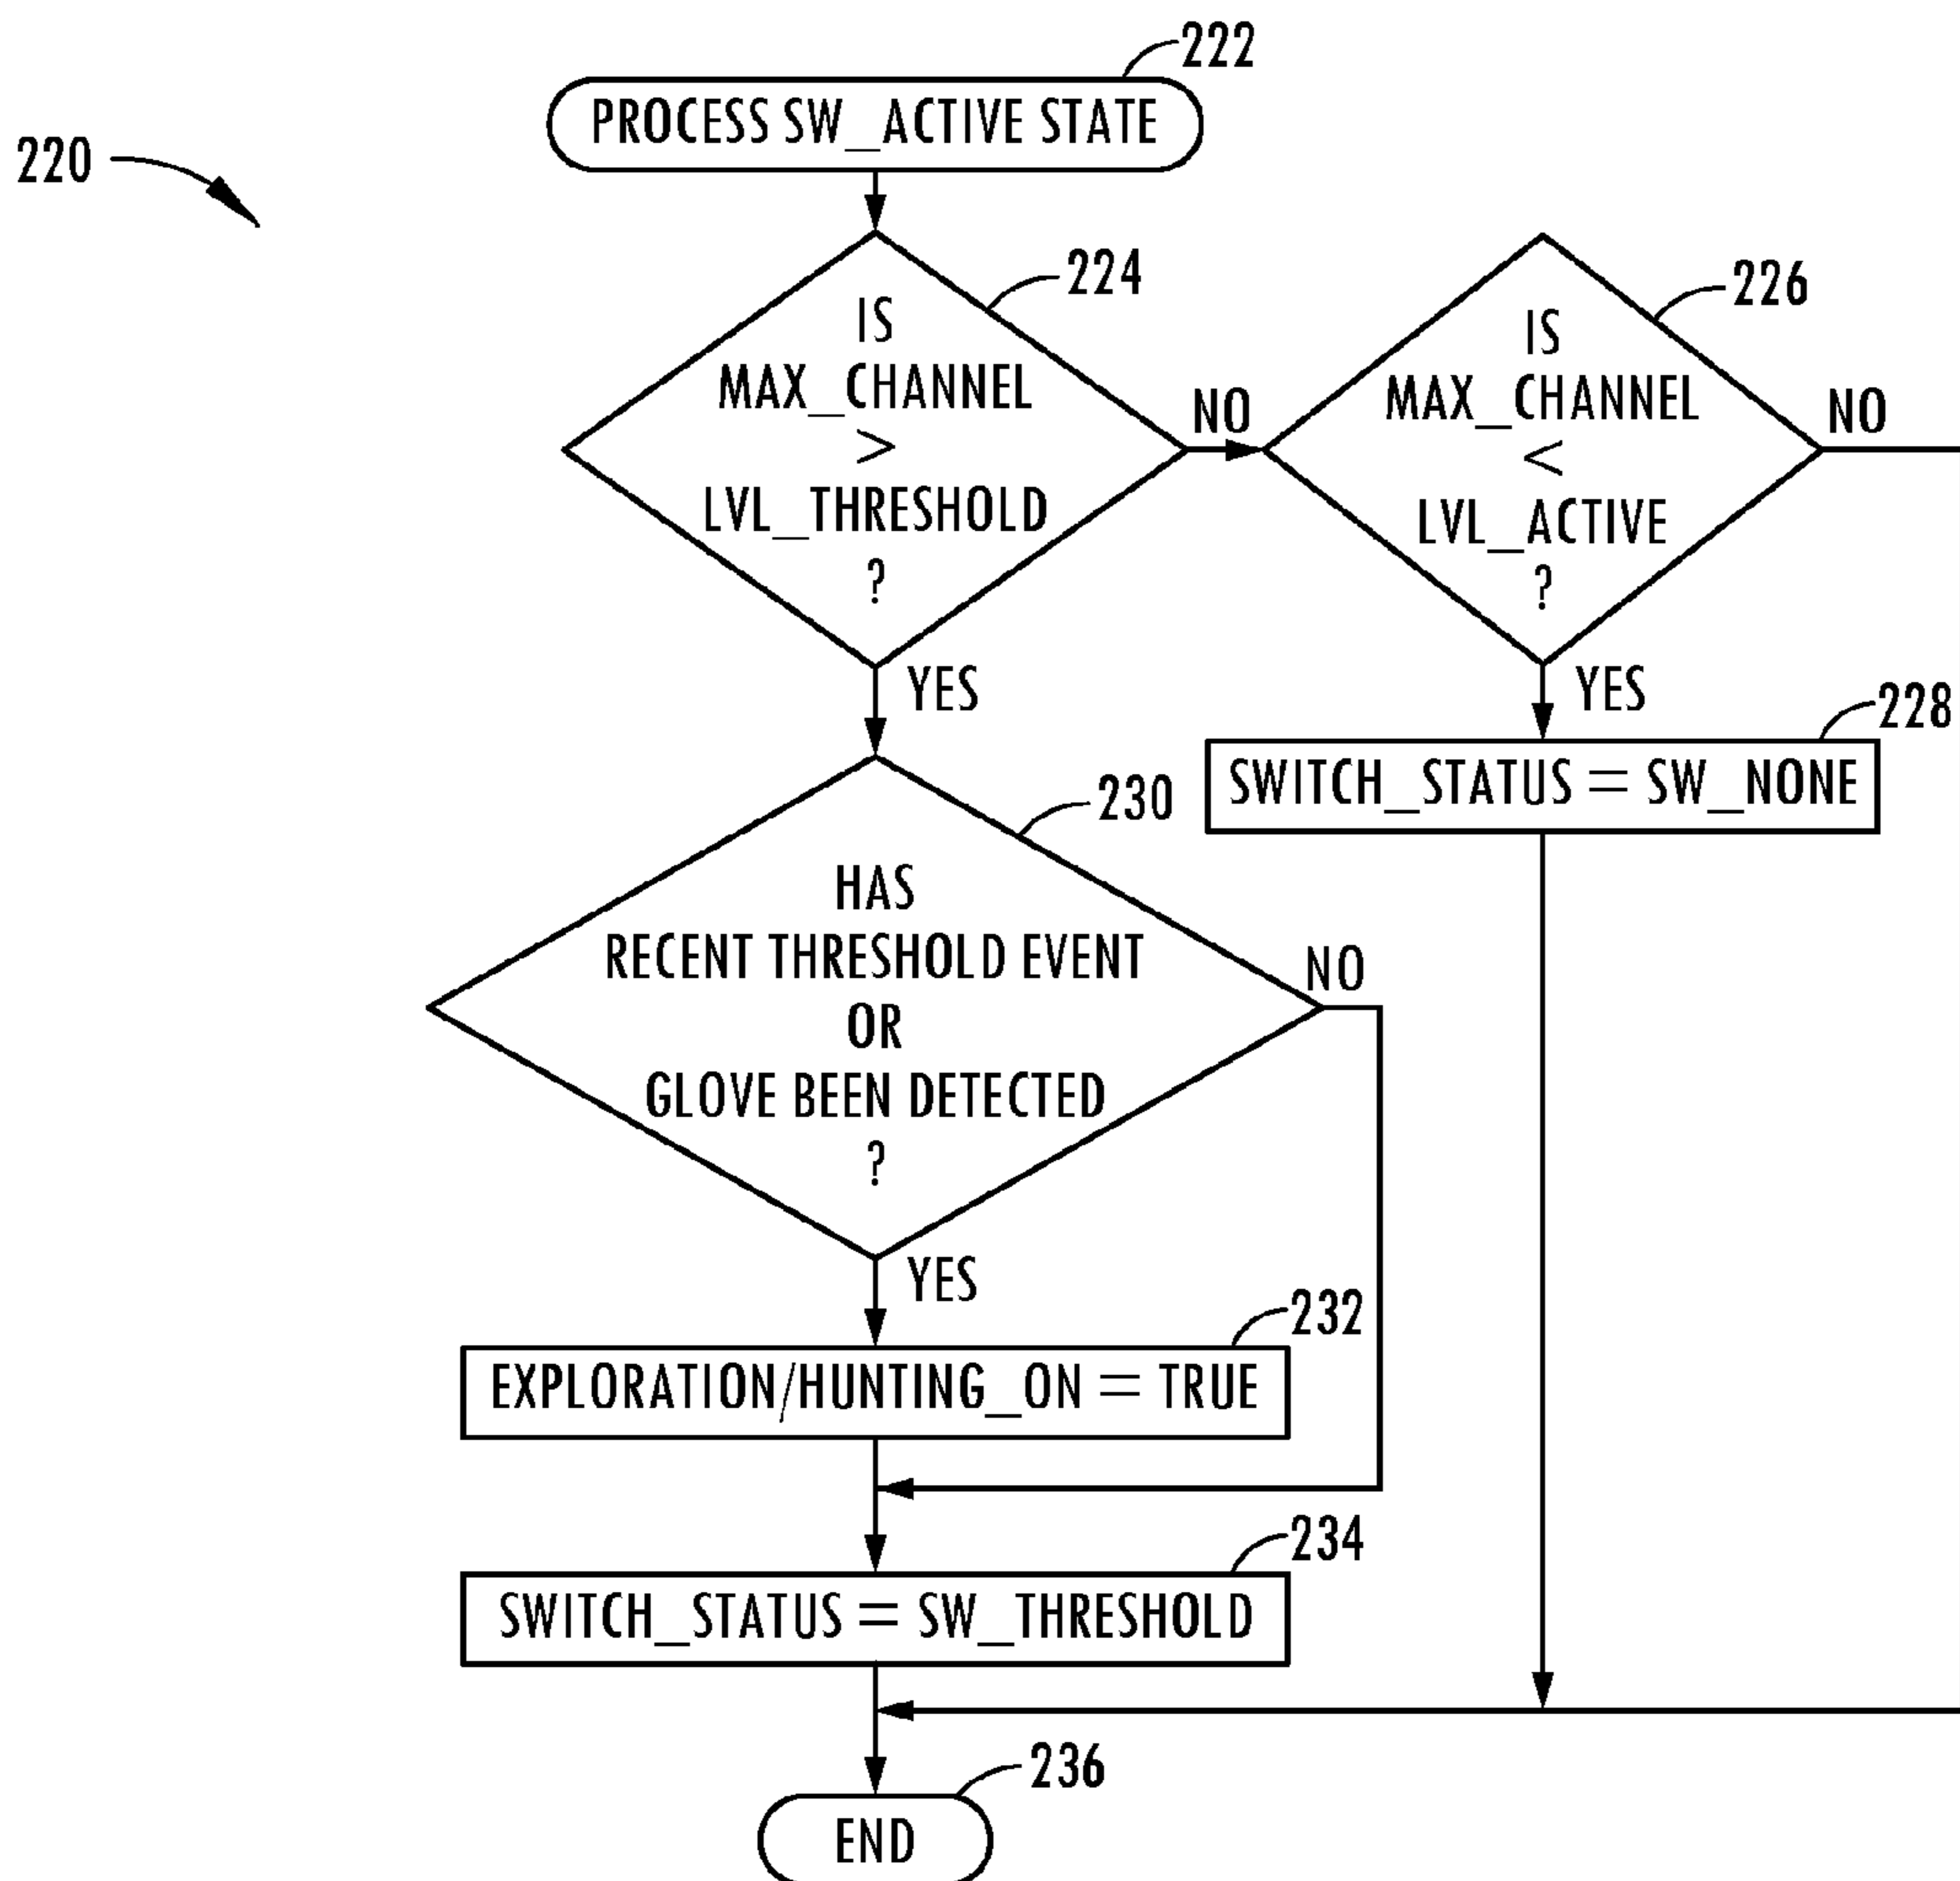 222
PROCESS SW_ACTIVE STATE
220
224
IS
MAX_CHANNEL
>
LVL_THRESHOLD
?
NO
YES
226
IS
MAX_CHANNEL
<
LVL_ACTIVE
?
NO
YES
228
SWITCH_STATUS = SW_NONE
230
HAS
RECENT THRESHOLD EVENT
OR
GLOVE BEEN DETECTED
?
NO
YES
232
EXPLORATION/HUNTING_ON = TRUE
234
SWITCH_STATUS = SW_THRESHOLD
236
END